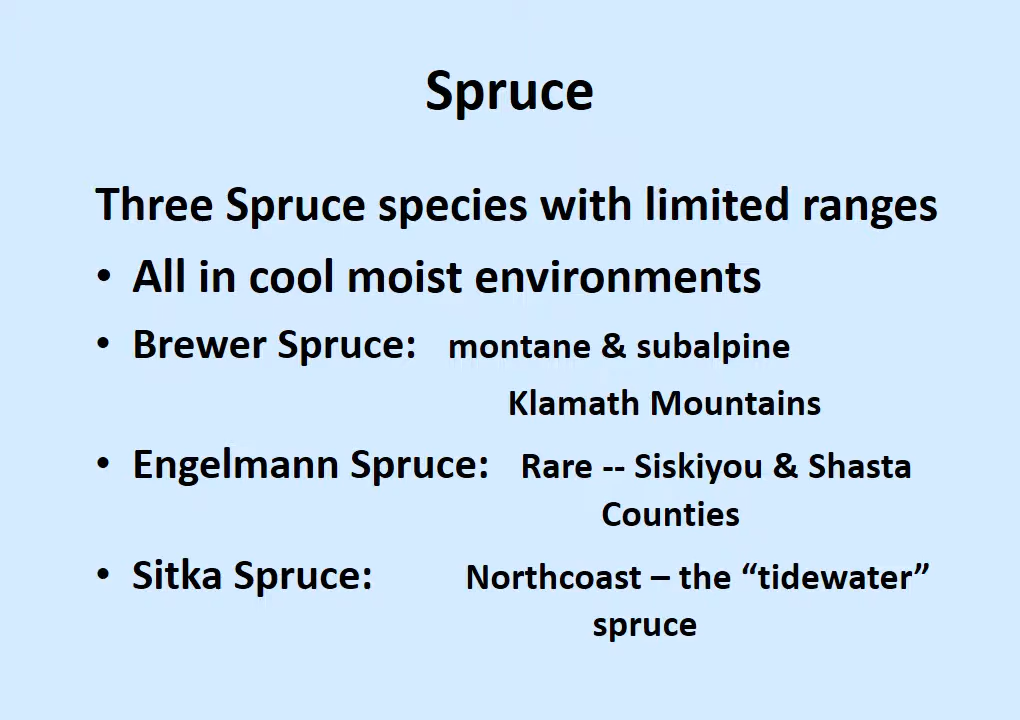 Spruce
Three Spruce species with limited ranges
• All in cool moist environments
• Brewer Spruce: montane & subalpine
Klamath Mountains
• Engelmann Spruce: Rare -- Siskiyou & Shasta
Counties
• Sitka Spruce: Northcoast – the “tidewater”
spruce